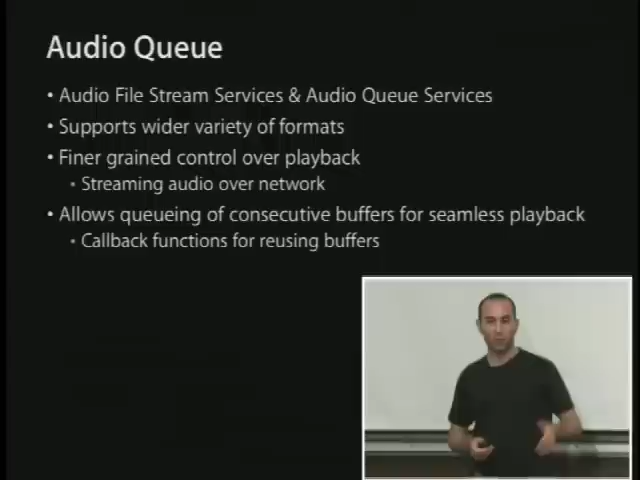 Audio Queue
• Audio File Stream Services & Audio Queue Services
• Supports wider variety of formats
• Finer grained control over playback
• Streaming audio over network
• Allows queueing of consecutive buffers for seamless playback
• Callback functions for reusing buffers